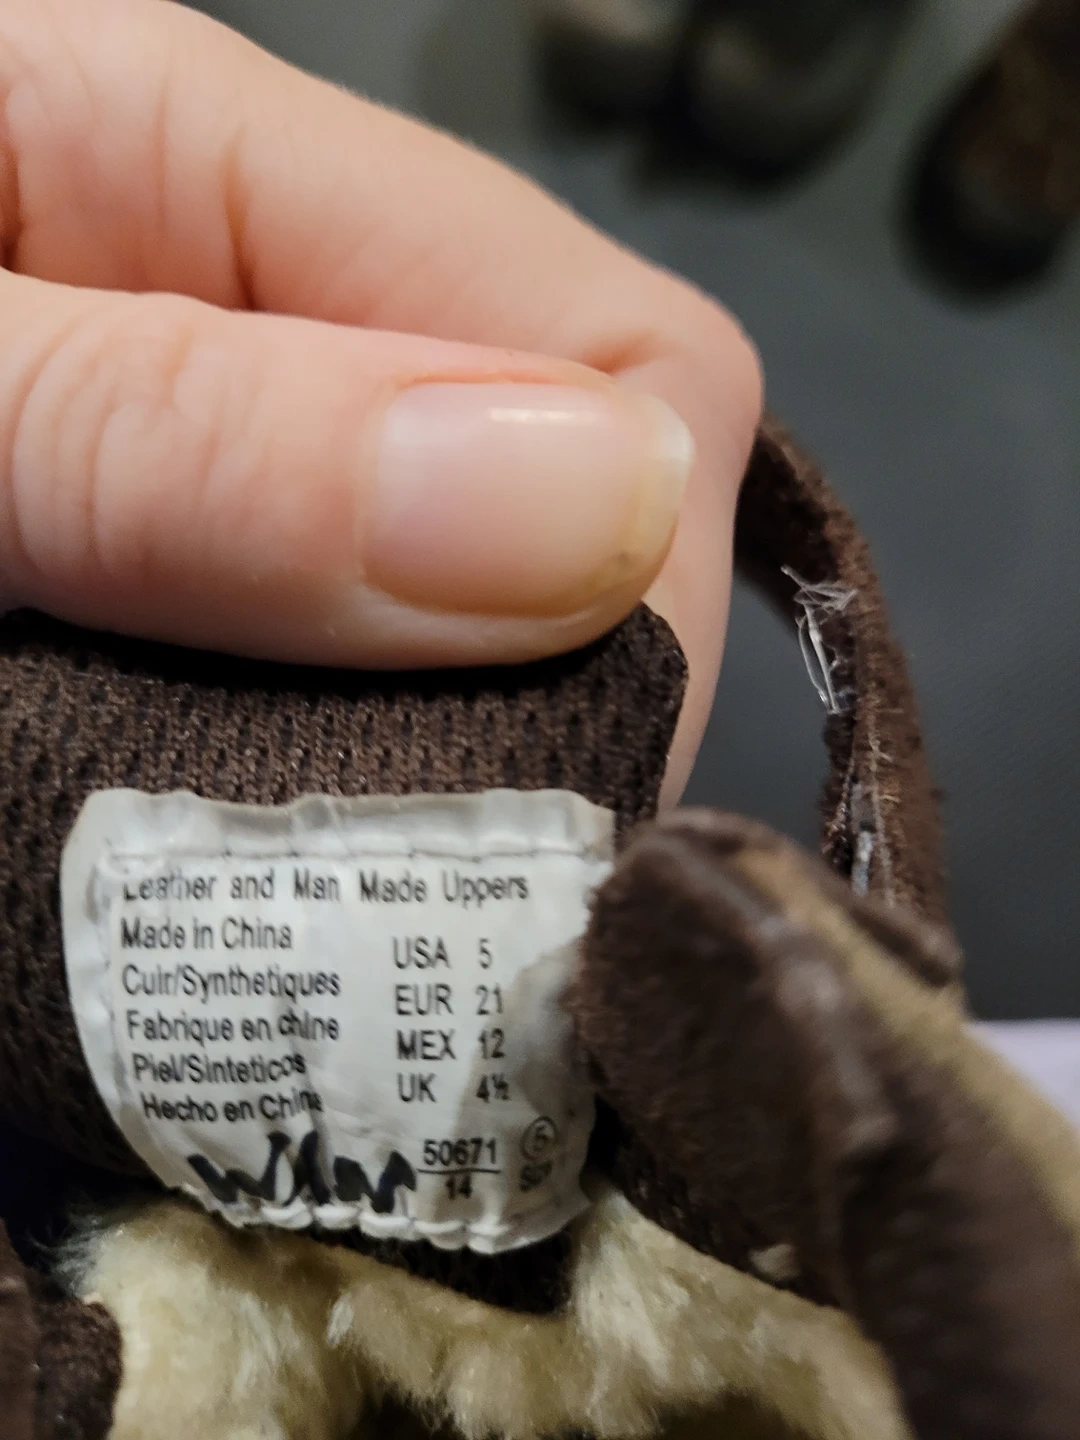 Leather and Man Made Uppers
Made in China
Cuir/Synthetiques
Fabrique en chine
Piel/Sinteticos
Hecho en China
USA 5
EUR 21
MEX 12
UK 4½
50671
14
5